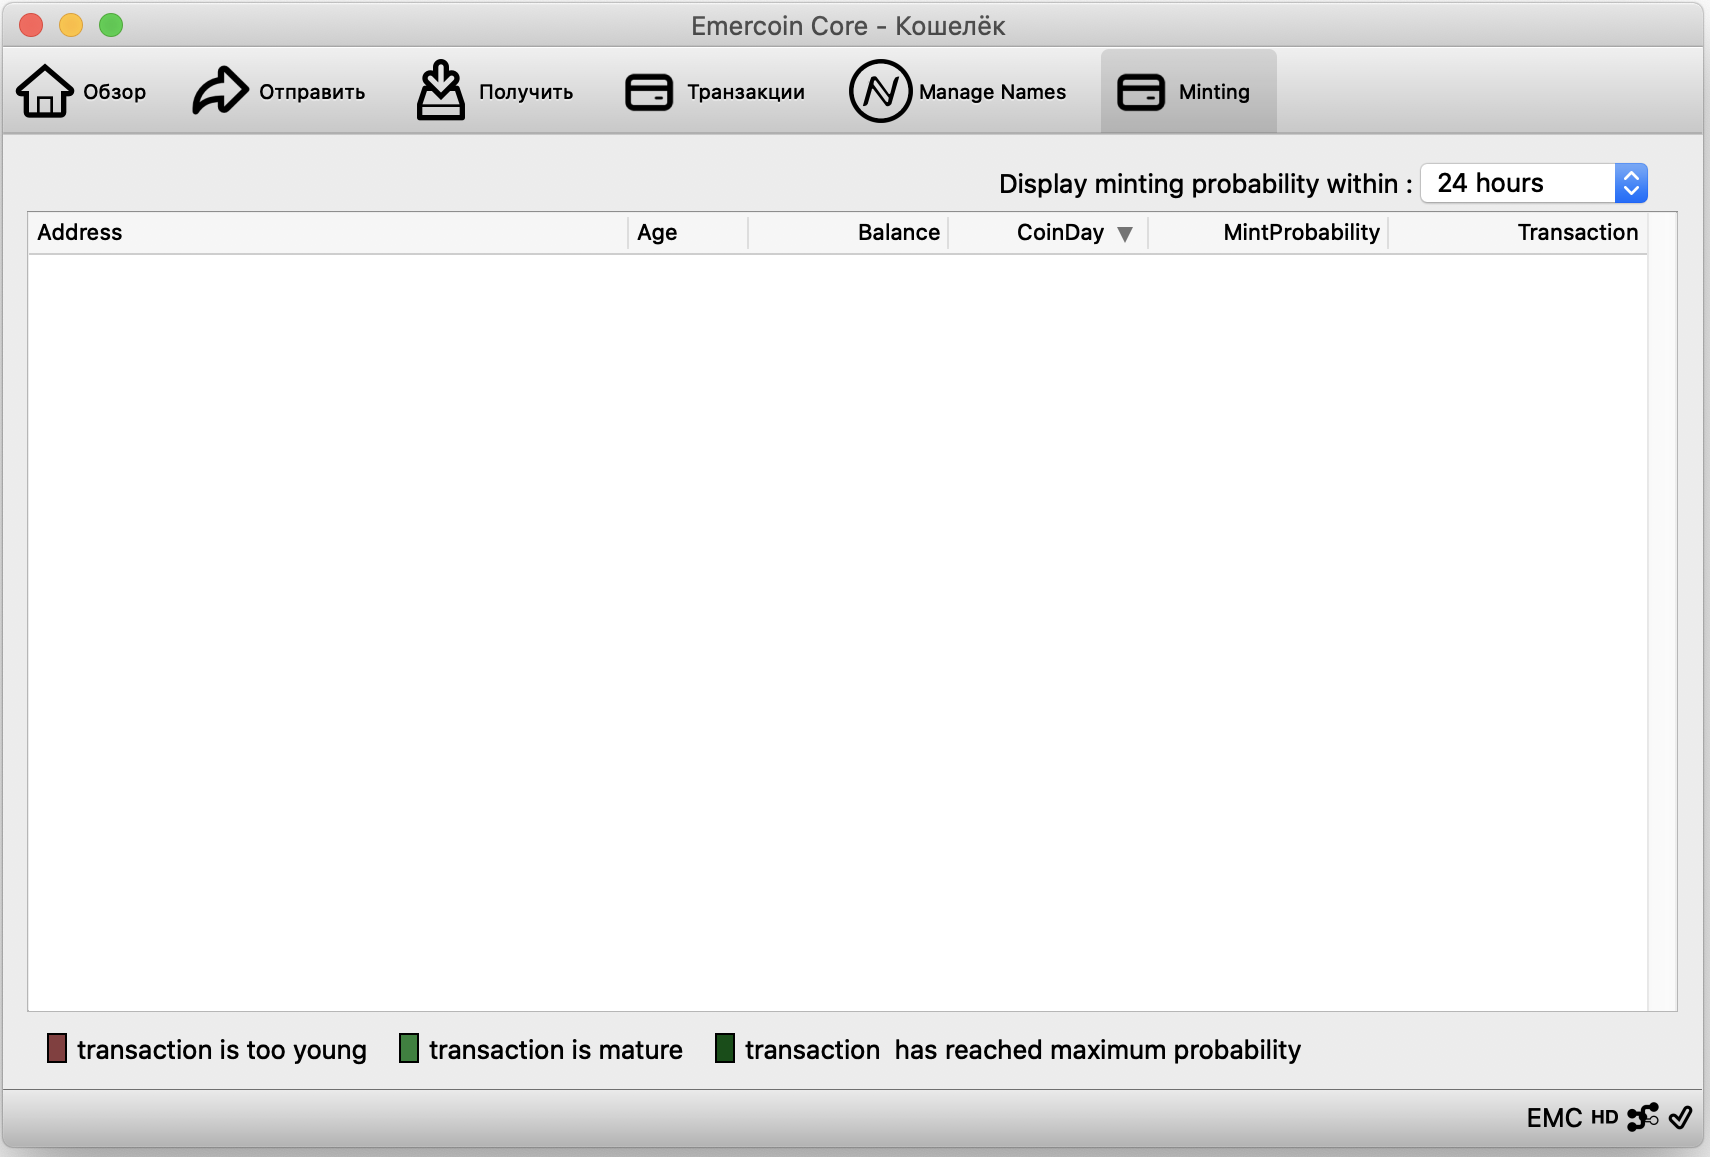 Emercoin Core - Кошелёк
Обзор Отправить Получить Транзакции Manage Names Minting
Display minting probability within : 24 hours
Address Age Balance CoinDay MintProbability Transaction
transaction is too young transaction is mature transaction has reached maximum probability
EMC HD